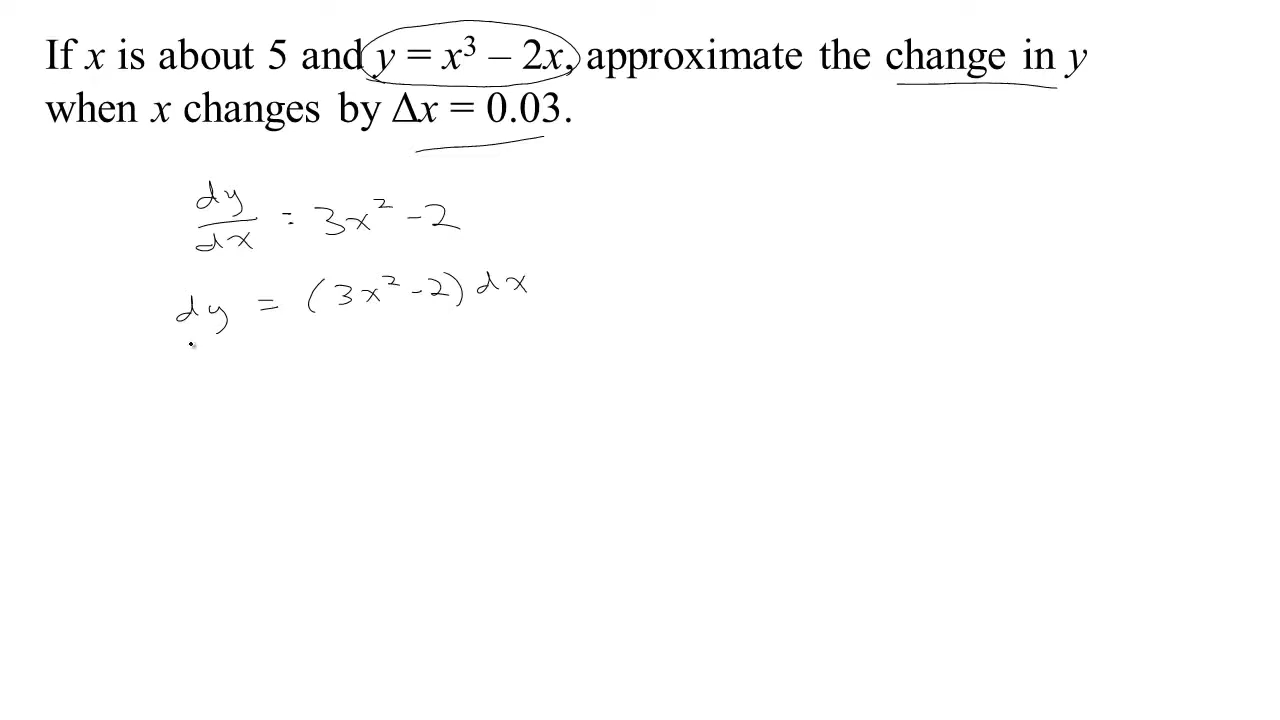 If x is about 5 and y = x³ – 2x, approximate the change in y
when x changes by Δx = 0.03.
dy/dx = 3x² - 2
dy = (3x² - 2) dx